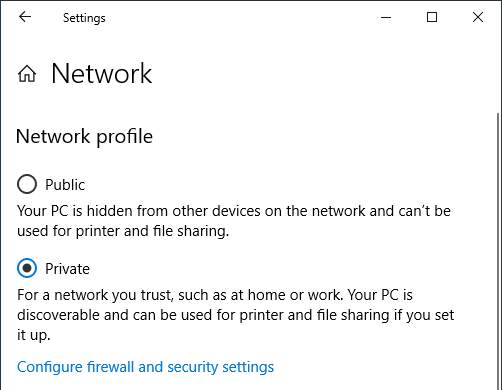 Settings
Network
Network profile
Public
Your PC is hidden from other devices on the network and can't be
used for printer and file sharing.
Private
For a network you trust, such as at home or work. Your PC is
discoverable and can be used for printer and file sharing if you set
it up.
Configure firewall and security settings